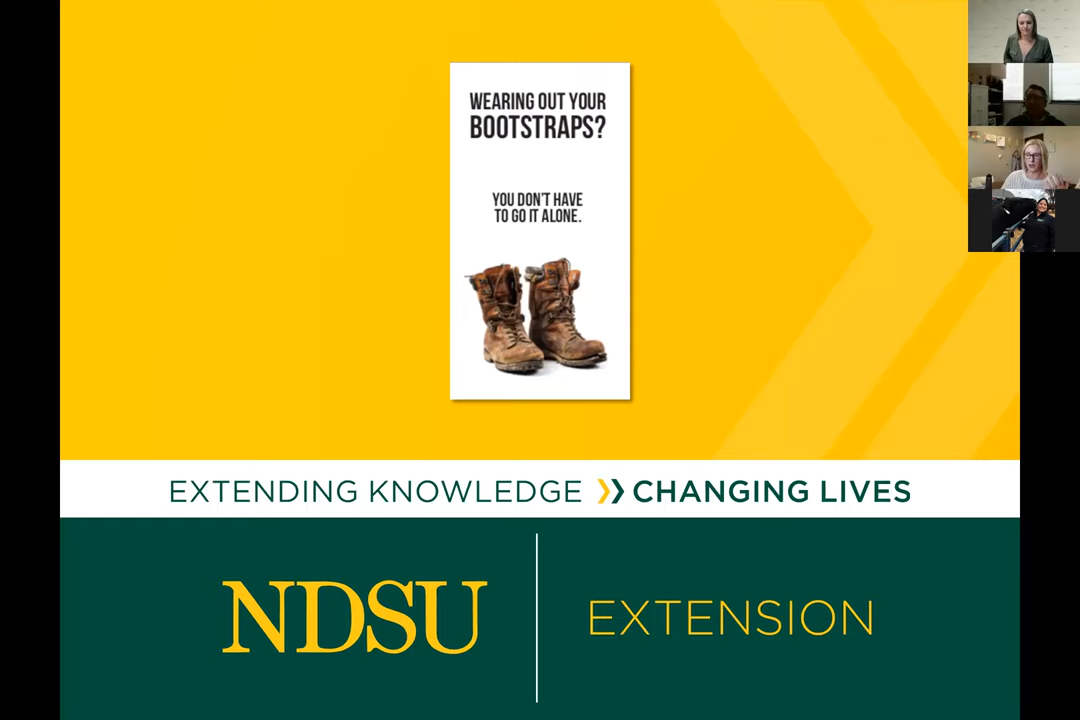 WEARING OUT YOUR
BOOTSTRAPS?
YOU DON'T HAVE
TO GO IT ALONE.
EXTENDING KNOWLEDGE CHANGING LIVES
NDSU EXTENSION